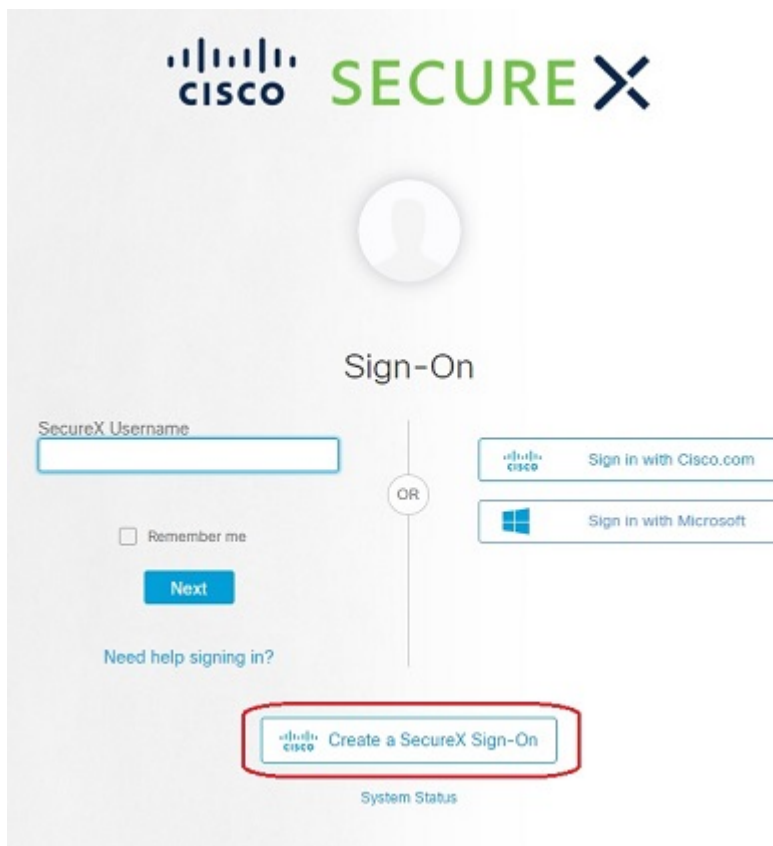 CISCO SECURE X
Sign-On
SecureX Username
Remember me
Next
Need help signing in?
OR
CISCO Sign in with Cisco.com
Sign in with Microsoft
CISCO Create a SecureX Sign-On
System Status